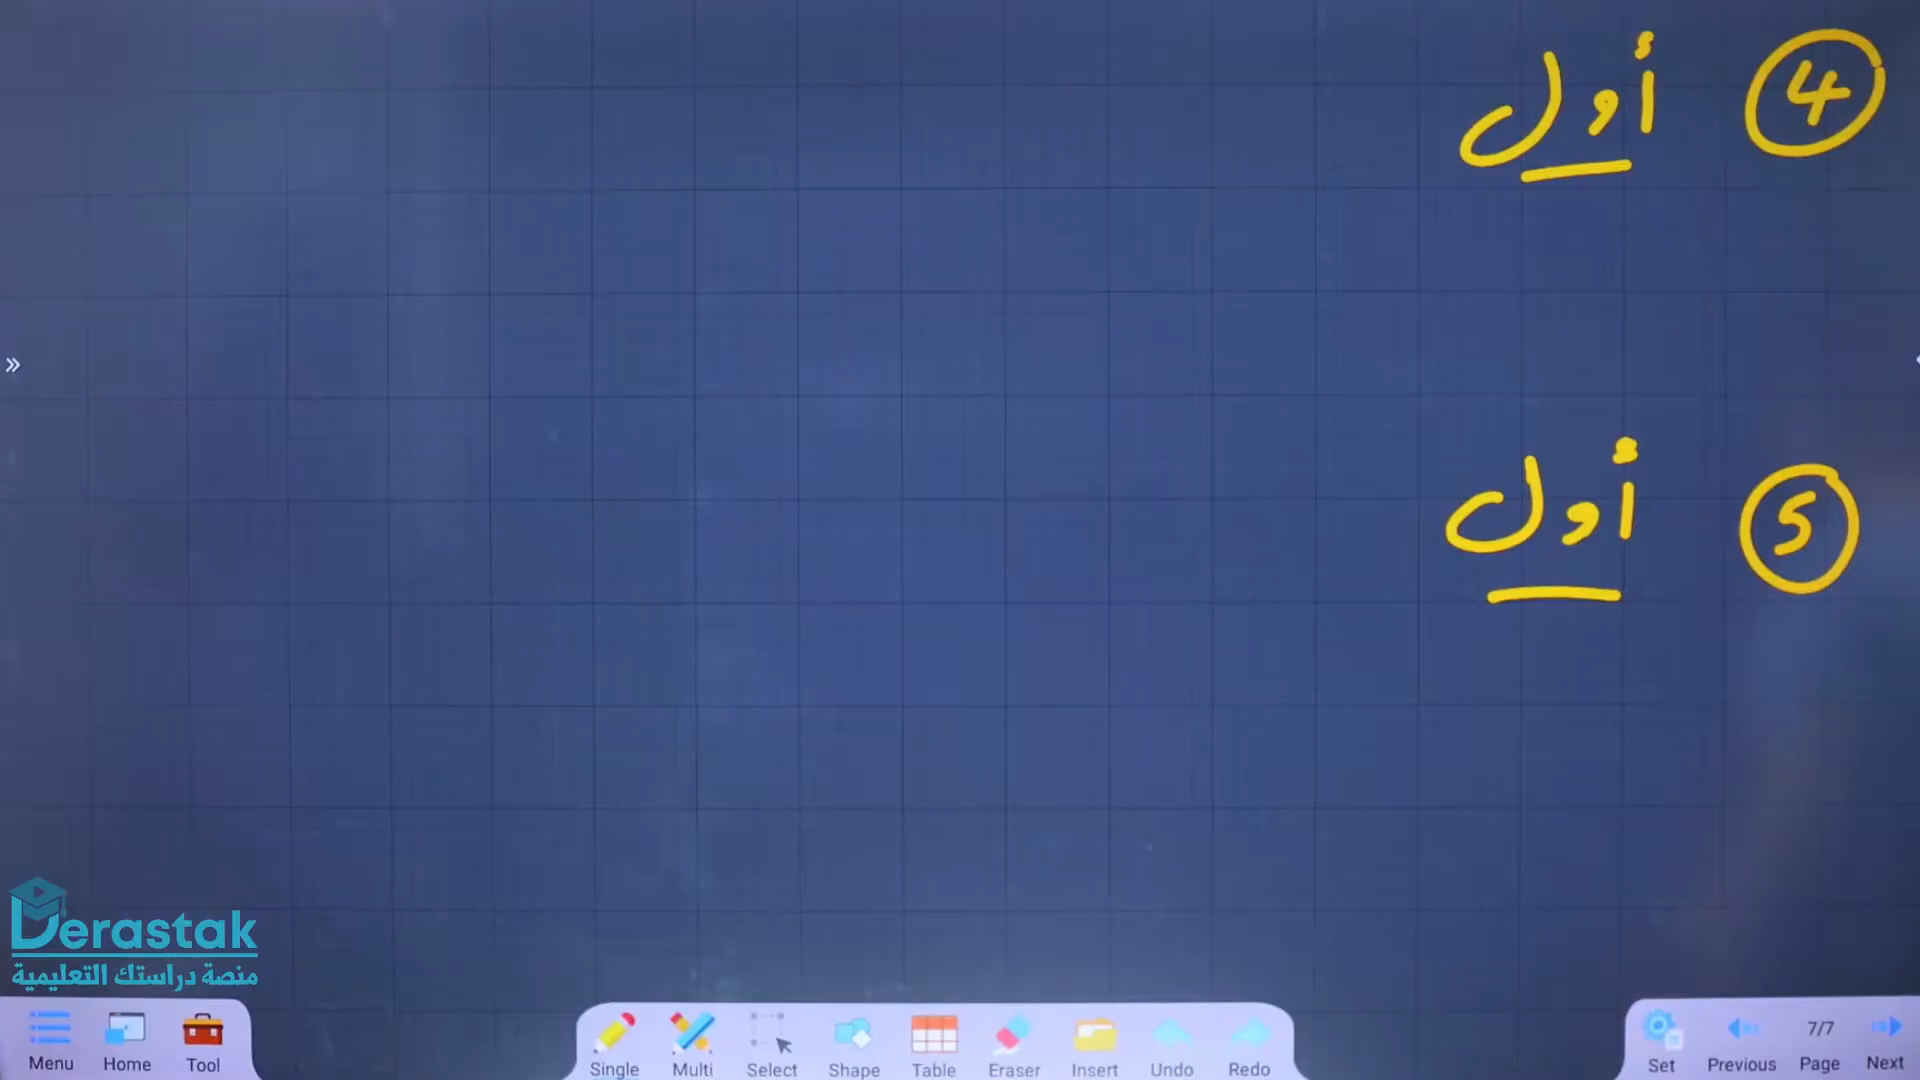 ④ أول
⑤ أول
Derastak
منصة دراستك التعليمية
Menu Home Tool
Single Multi Select Shape Table Eraser Insert Undo Redo
Set Previous 7/7 Page Next